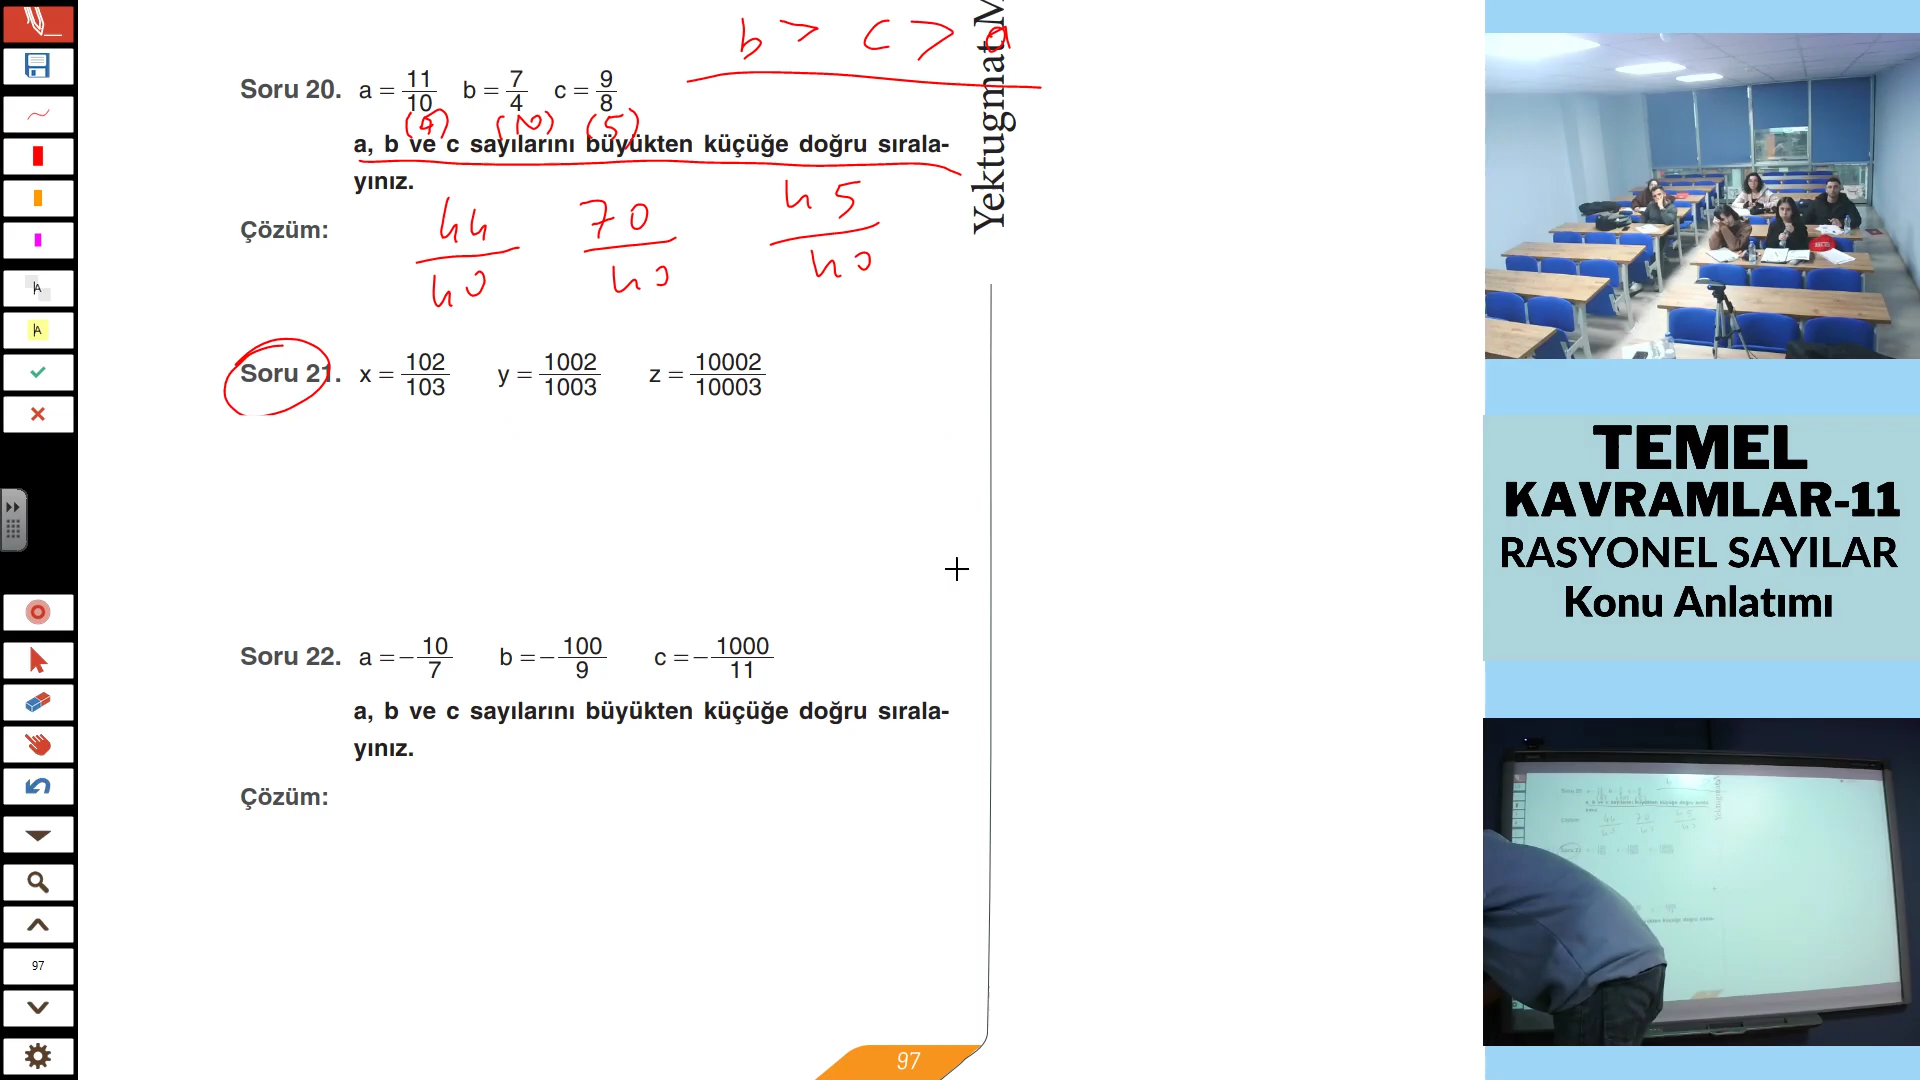 b > c > a
Soru 20. a = 11/10 b = 7/4 c = 9/8
(4) (10) (5)
a, b ve c sayılarını büyükten küçüğe doğru sırala-
yınız.
Çözüm:
44/40 70/40 45/40
Soru 21. x = 102/103 y = 1002/1003 z = 10002/10003
Soru 22. a = -10/7 b = -100/9 c = -1000/11
a, b ve c sayılarını büyükten küçüğe doğru sırala-
yınız.
Çözüm:
97
Yektugmat M
A
A
97
TEMEL
KAVRAMLAR-11
RASYONEL SAYILAR
Konu Anlatımı